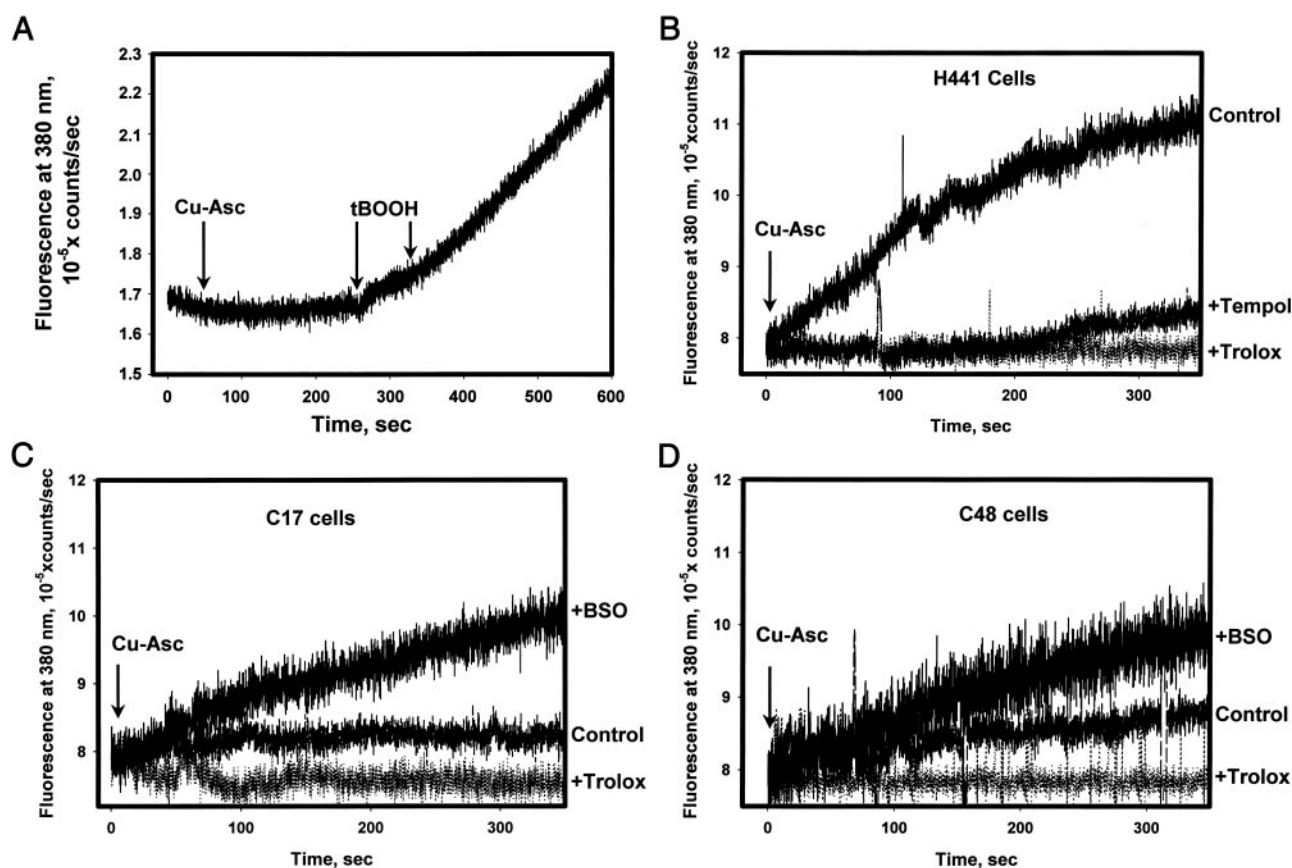 A
Fluorescence at 380 nm,
10⁻⁵x counts/sec
2.3
2.2
2.1
2.0
1.9
1.8
1.7
1.6
1.5
Cu-Asc
tBOOH
0 100 200 300 400 500 600
Time, sec
B
Fluorescence at 380 nm, 10⁻⁵xcounts/sec
12
11
10
9
8
H441 Cells
Cu-Asc
Control
+Tempol
+Trolox
0 100 200 300
Time, sec
C
Fluorescence at 380 nm, 10⁻⁵xcounts/sec
12
11
10
9
8
C17 cells
Cu-Asc
+BSO
Control
+Trolox
0 100 200 300
Time, sec
D
Fluorescence at 380 nm, 10⁻⁵x counts/sec
12
11
10
9
8
C48 cells
Cu-Asc
+BSO
Control
+Trolox
0 100 200 300
Time, sec